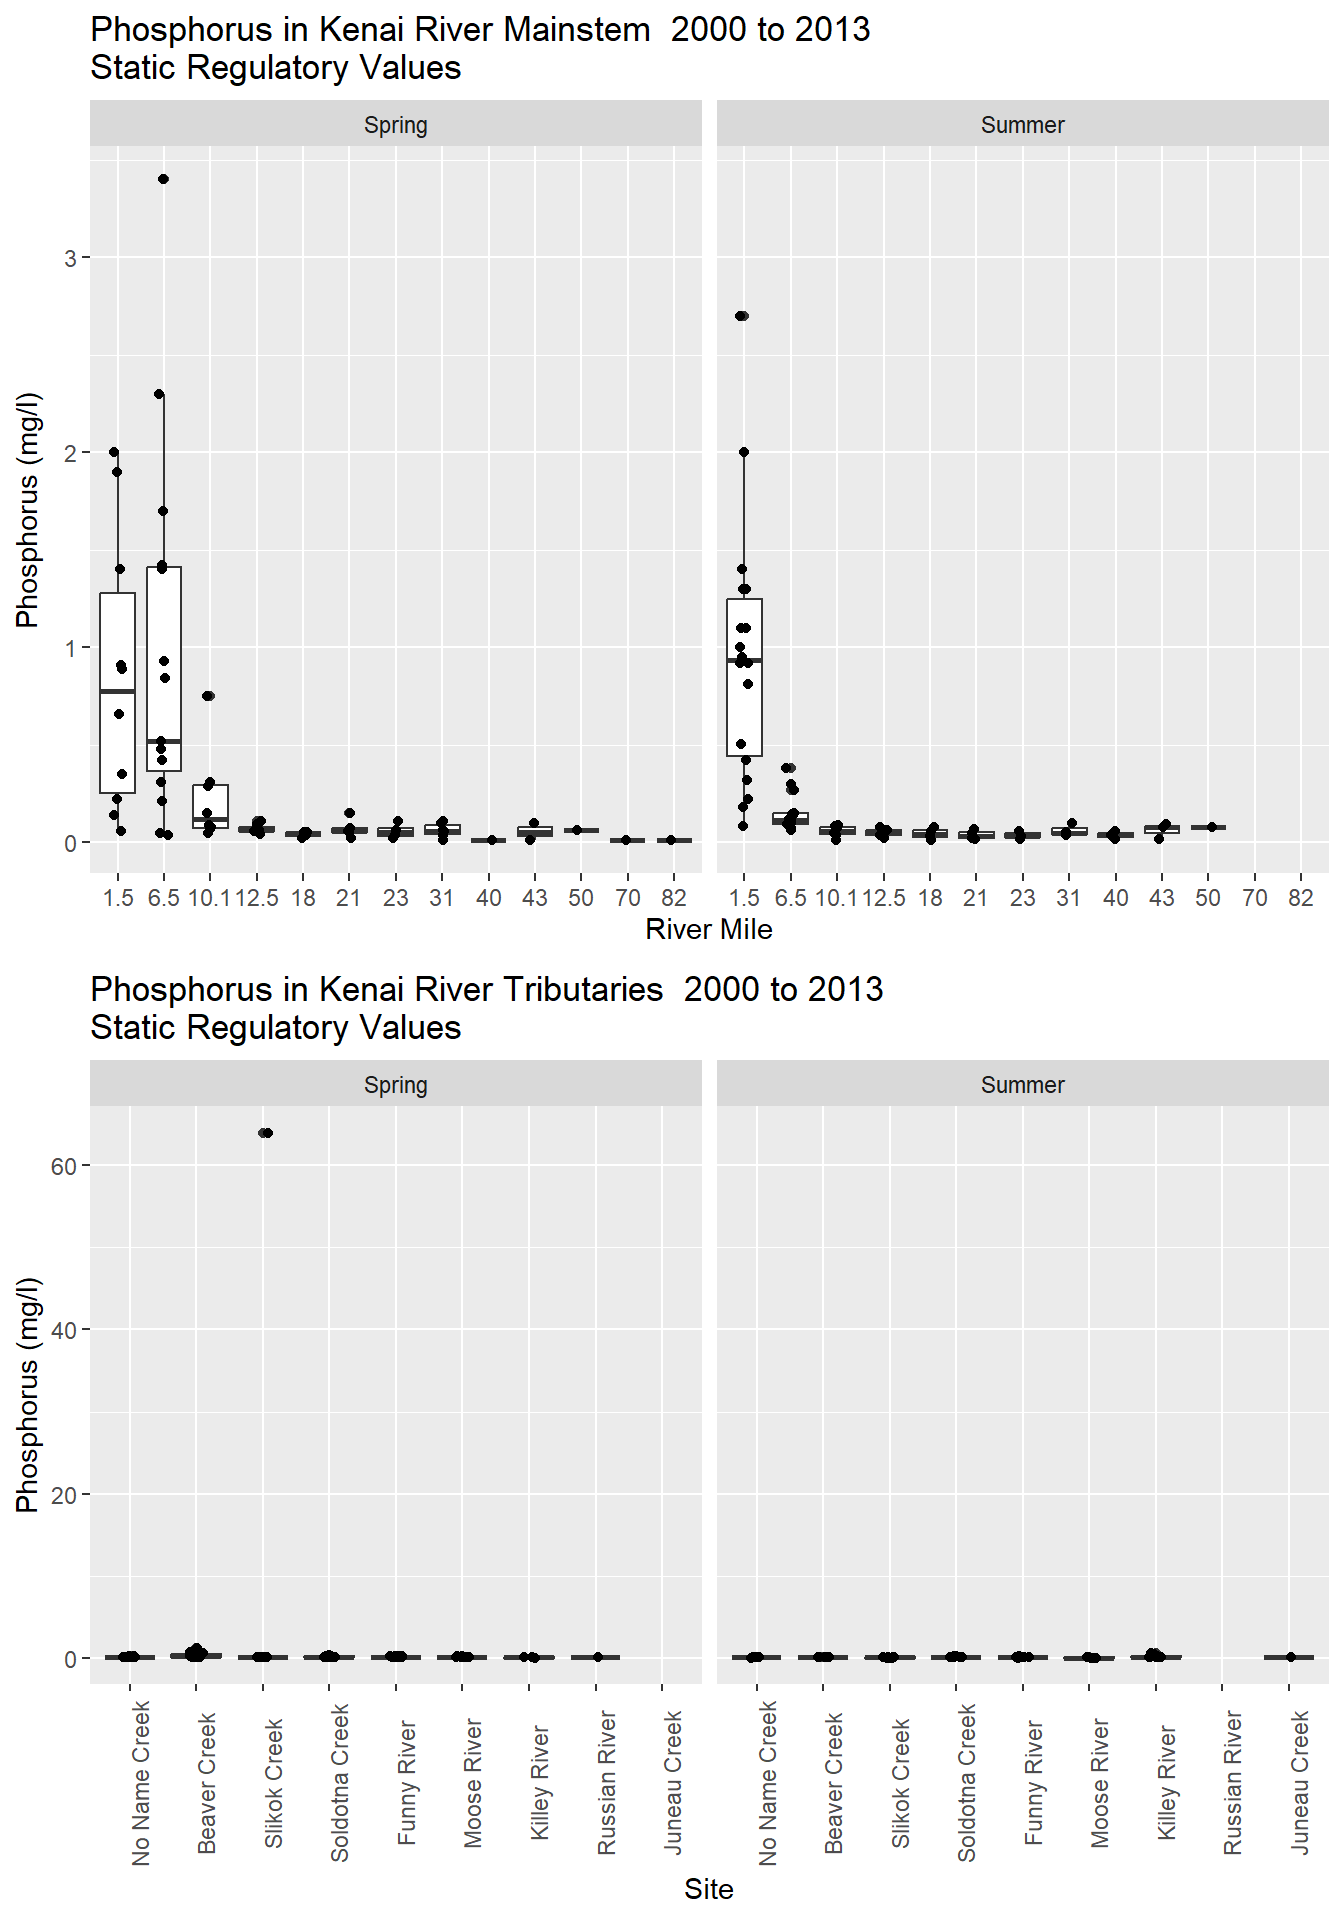 Phosphorus in Kenai River Mainstem  2000 to 2013
Static Regulatory Values
Spring
Summer
Phosphorus (mg/l)
3
2
1
0
1.5 6.5 10.1 12.5 18 21 23 31 40 43 50 70 82
1.5 6.5 10.1 12.5 18 21 23 31 40 43 50 70 82
River Mile
Phosphorus in Kenai River Tributaries  2000 to 2013
Static Regulatory Values
Spring
Summer
Phosphorus (mg/l)
60
40
20
0
No Name Creek
Beaver Creek
Slikok Creek
Soldotna Creek
Funny River
Moose River
Killey River
Russian River
Juneau Creek
No Name Creek
Beaver Creek
Slikok Creek
Soldotna Creek
Funny River
Moose River
Killey River
Russian River
Juneau Creek
Site